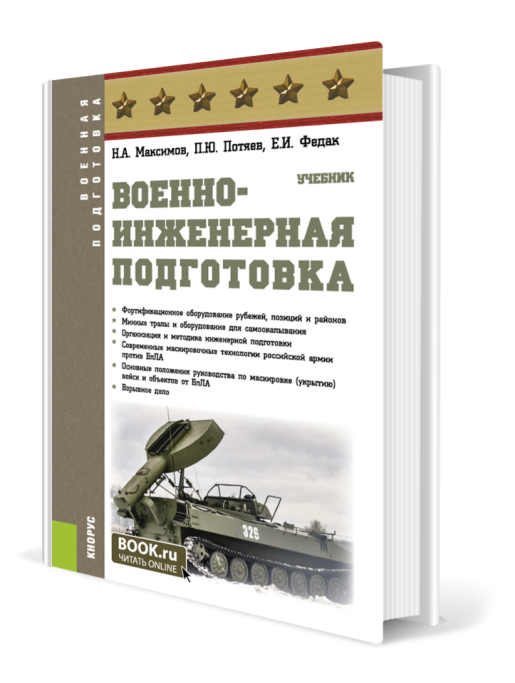 Н.А. Максимов, П.Ю. Потяев, Е.И. Федак
УЧЕБНИК
ВОЕННО-
ИНЖЕНЕРНАЯ
ПОДГОТОВКА
Фортификационное оборудование рубежей, позиций и районов
Минные тралы и оборудование для самоокапывания
Организация и методика инженерной подготовки
Современные маскировочные технологии российской армии
против БпЛА
Основные положения руководства по маскировке (укрытию)
войск и объектов от БпЛА
Взрывное дело
325
BOOK.ru
ЧИТАТЬ ONLINE
ВОЕННАЯ
ПОДГОТОВКА
КНОРУС